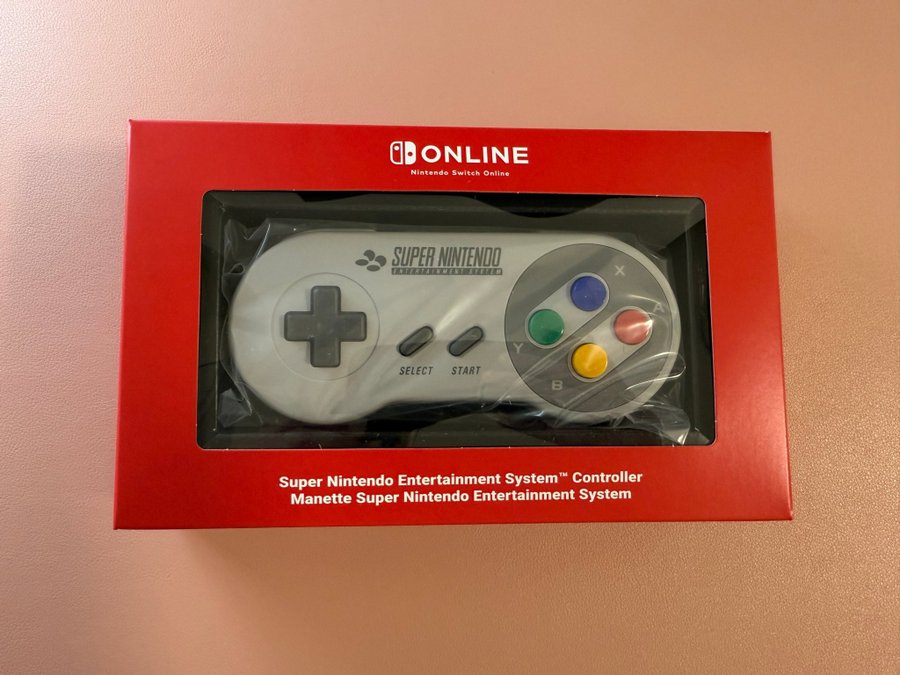 ONLINE
Nintendo Switch Online
SUPER NINTENDO
ENTERTAINMENT SYSTEM
X
A
Y
B
SELECT START
Super Nintendo Entertainment System™ Controller
Manette Super Nintendo Entertainment System